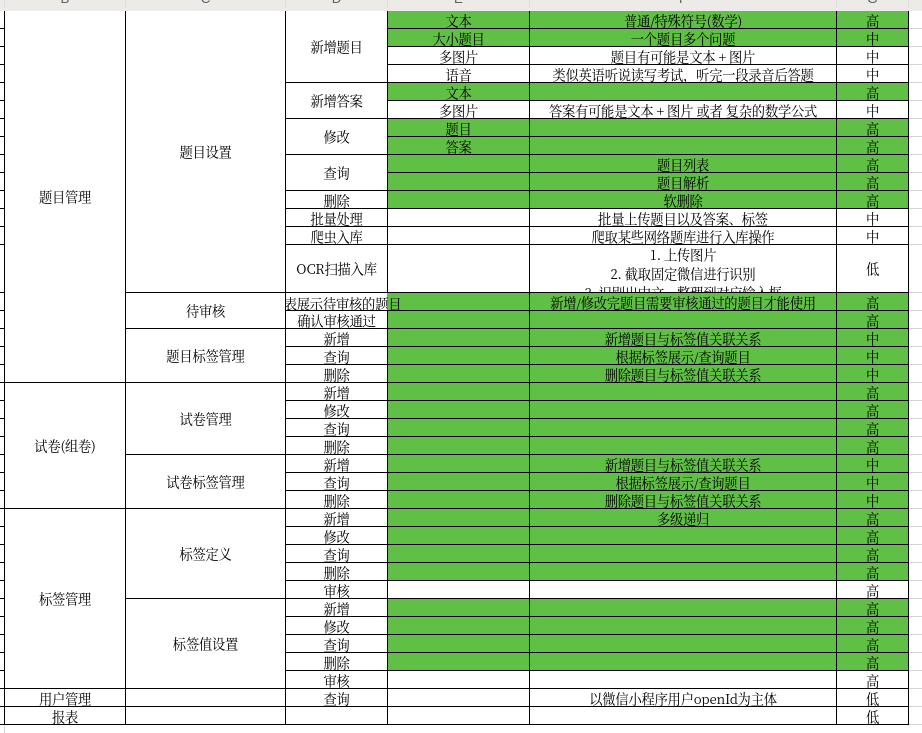 文本 普通/特殊符号(数学) 高
大小题目 一个题目多个问题 中
新增题目
多图片 题目有可能是文本 + 图片 中
语音 类似英语听说读写考试，听完一段录音后答题 中
文本 高
新增答案
多图片 答案有可能是文本 + 图片 或者 复杂的数学公式 中
题目 高
修改
答案 高
题目设置
题目列表 高
查询
题目解析 高
题目管理
删除 软删除 高
批量处理 批量上传题目以及答案、标签 中
爬虫入库 爬取某些网络题库进行入库操作 中
1. 上传图片
OCR扫描入库 2. 截取固定微信进行识别 低
待审核
表展示待审核的题目 新增/修改完题目需要审核通过的题目才能使用 高
确认审核通过 高
新增 新增题目与标签值关联关系 中
题目标签管理 查询 根据标签展示/查询题目 中
删除 删除题目与标签值关联关系 中
新增 高
修改 高
试卷管理
查询 高
试卷(组卷)
删除 高
新增 新增题目与标签值关联关系 中
试卷标签管理 查询 根据标签展示/查询题目 中
删除 删除题目与标签值关联关系 中
新增 多级递归 高
修改 高
标签定义 查询 高
删除 高
审核 高
标签管理
新增 高
修改 高
标签值设置 查询 高
删除 高
审核 高
用户管理 查询 以微信小程序用户openId为主体 低
报表 低